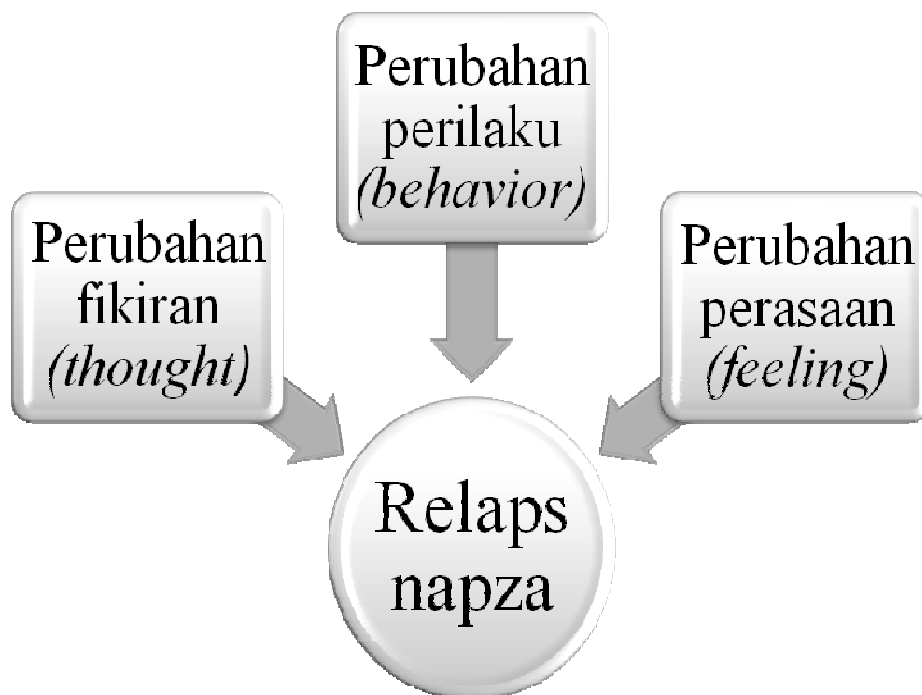 Perubahan
perilaku
(behavior)
Perubahan
fikiran
(thought)
Perubahan
perasaan
(feeling)
Relaps
napza